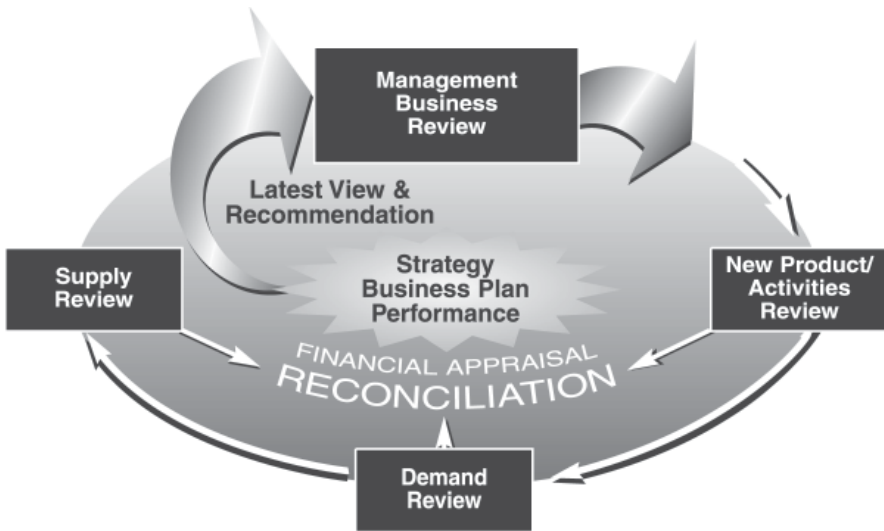 Management
Business
Review
Latest View &
Recommendation
Supply
Review
Strategy
Business Plan
Performance
New Product/
Activities
Review
FINANCIAL APPRAISAL
RECONCILIATION
Demand
Review